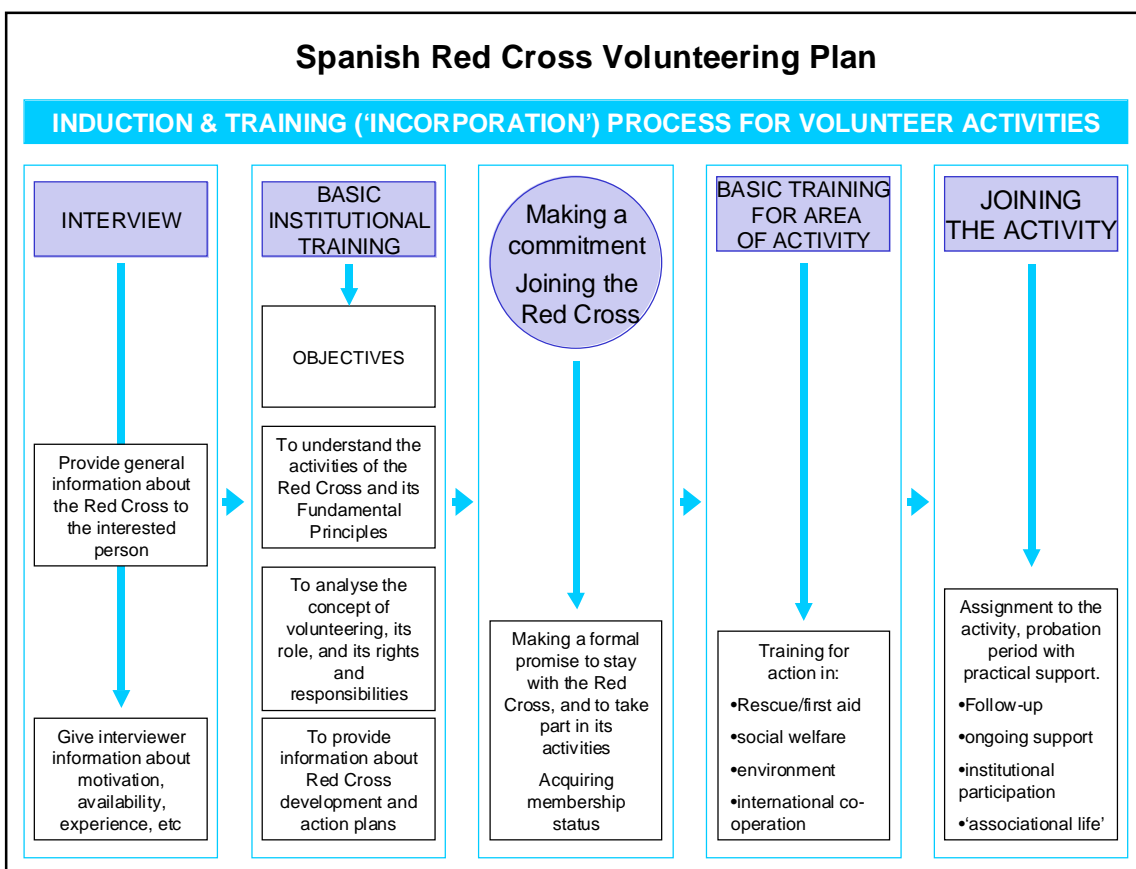 Spanish Red Cross Volunteering Plan
INDUCTION & TRAINING (‘INCORPORATION’) PROCESS FOR VOLUNTEER ACTIVITIES
INTERVIEW
Provide general
information about
the Red Cross to
the interested
person
Give interviewer
information about
motivation,
availability,
experience, etc
BASIC
INSTITUTIONAL
TRAINING
OBJECTIVES
To understand the
activities of the
Red Cross and its
Fundamental
Principles
To analyse the
concept of
volunteering, its
role, and its rights
and
responsibilities
To provide
information about
Red Cross
development and
action plans
Making a
commitment
Joining the
Red Cross
Making a formal
promise to stay
with the Red
Cross, and to take
part in its
activities
Acquiring
membership
status
BASIC TRAINING
FOR AREA
OF ACTIVITY
Training for
action in:
•Rescue/first aid
•social welfare
•environment
•international co-
operation
JOINING
THE ACTIVITY
Assignment to the
activity, probation
period with
practical support.
•Follow-up
•ongoing support
•institutional
participation
•‘associational life’